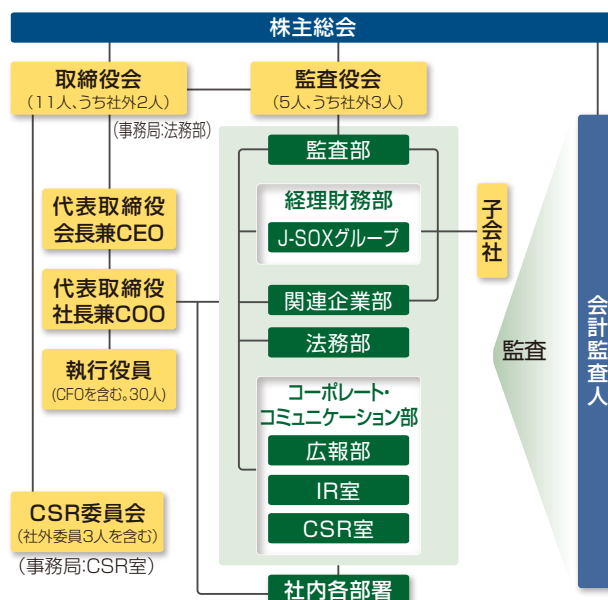 株主総会
取締役会
(11人、うち社外2人)
監査役会
(5人、うち社外3人)
(事務局:法務部)
監査部
経理財務部
J-SOXグループ
子会社
代表取締役
会長兼CEO
代表取締役
社長兼COO
関連企業部
法務部
執行役員
(CFOを含む。30人)
コーポレート・
コミュニケーション部
広報部
IR室
CSR室
監査
会計監査人
CSR委員会
(社外委員3人を含む)
(事務局:CSR室)
社内各部署